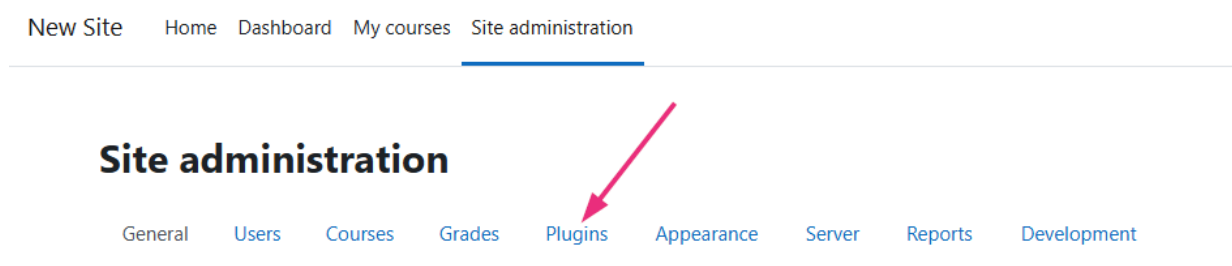 New Site Home Dashboard My courses Site administration
Site administration
General Users Courses Grades Plugins Appearance Server Reports Development